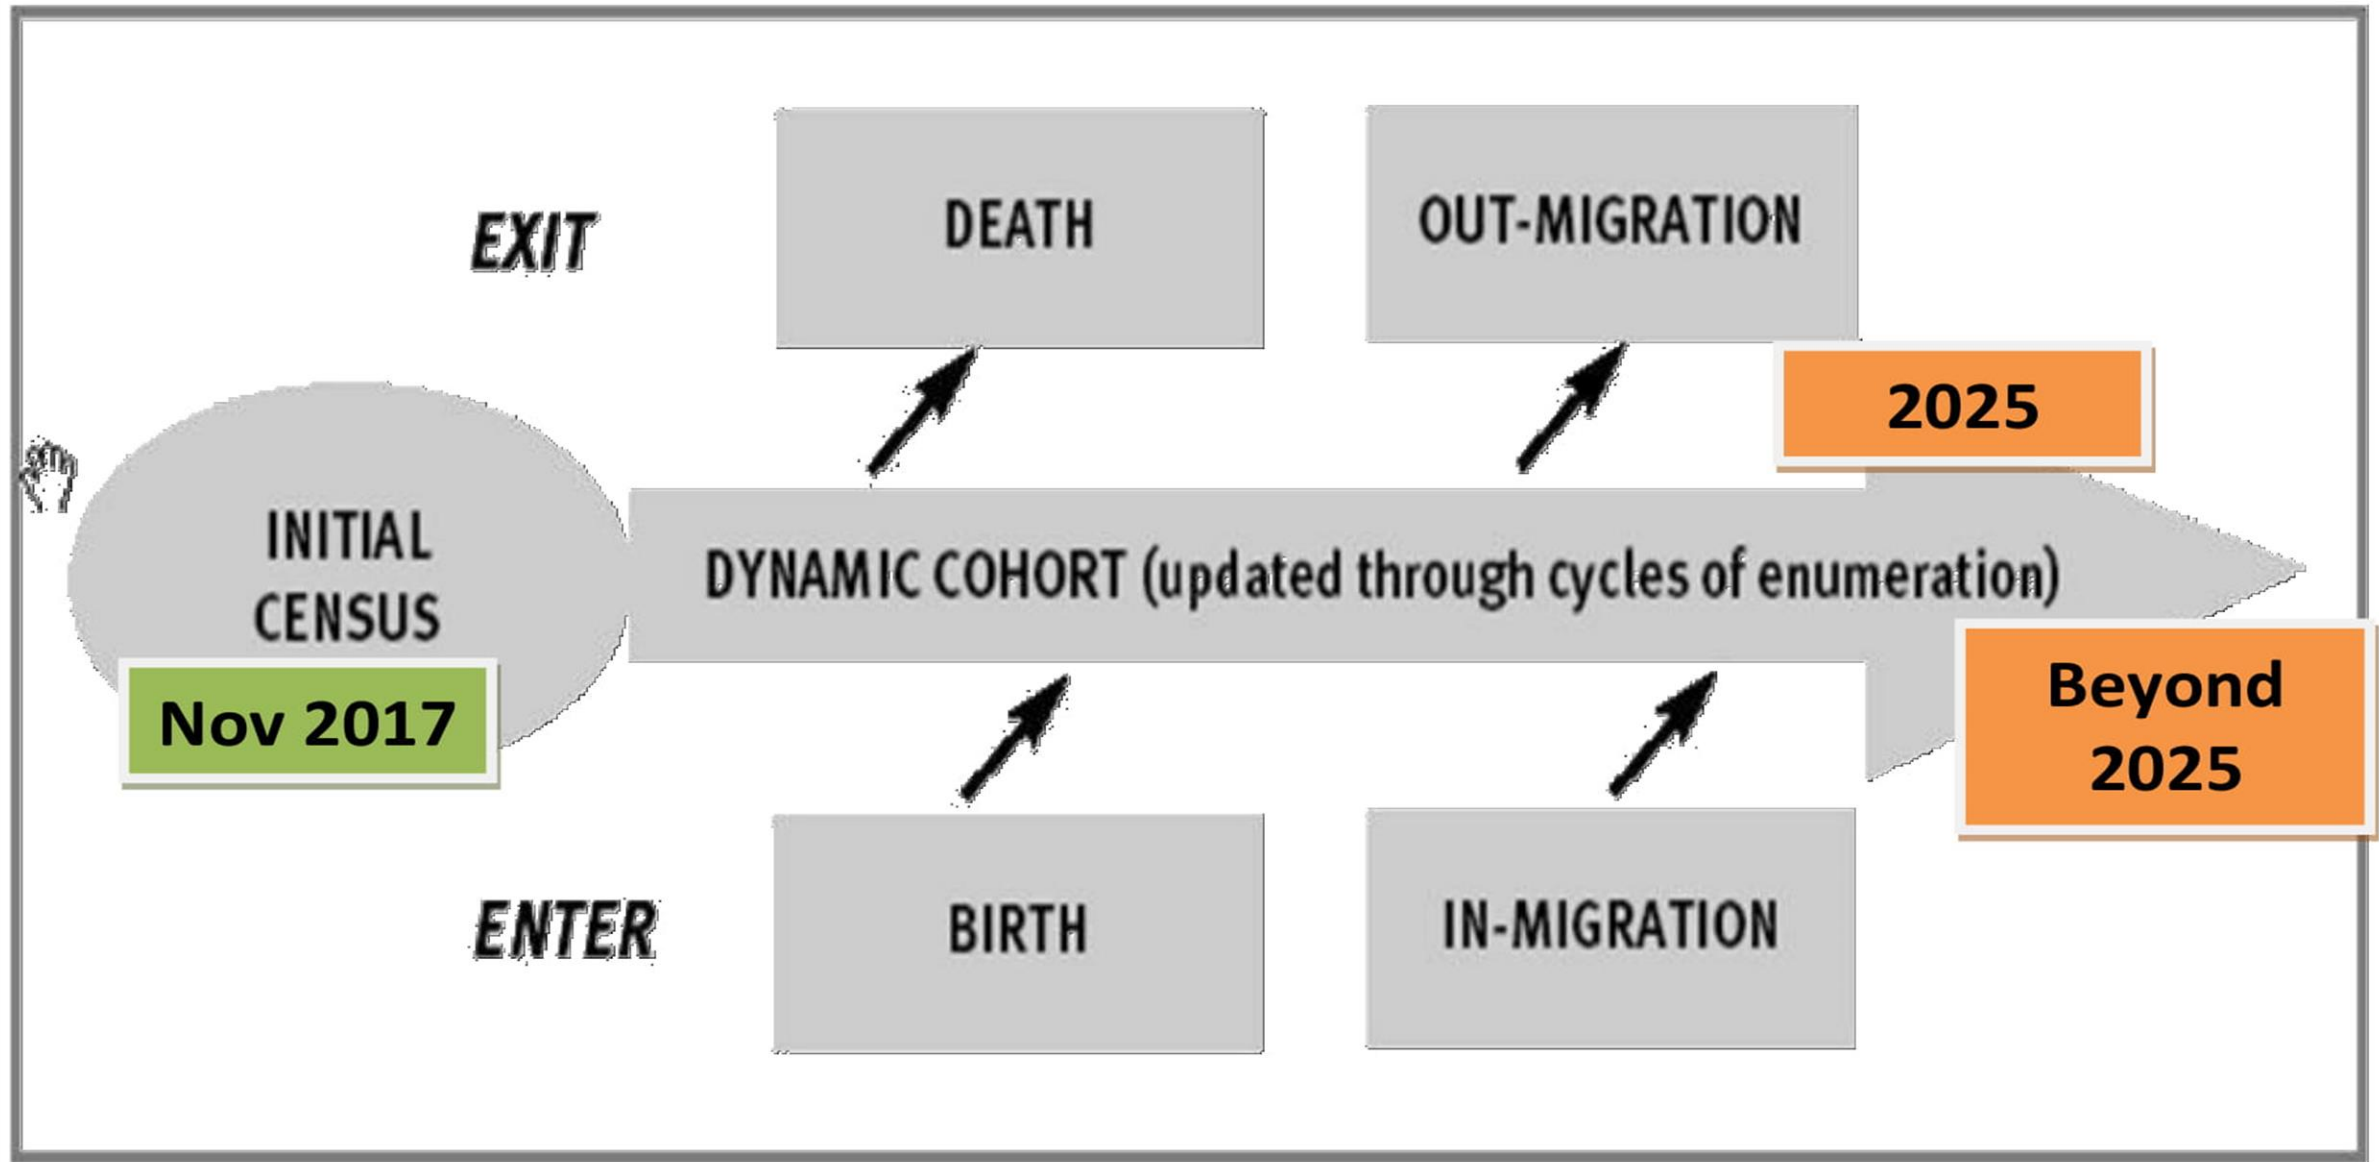 EXIT
DEATH
OUT-MIGRATION
2025
INITIAL
CENSUS
Nov 2017
DYNAMIC COHORT (updated through cycles of enumeration)
Beyond
2025
ENTER
BIRTH
IN-MIGRATION